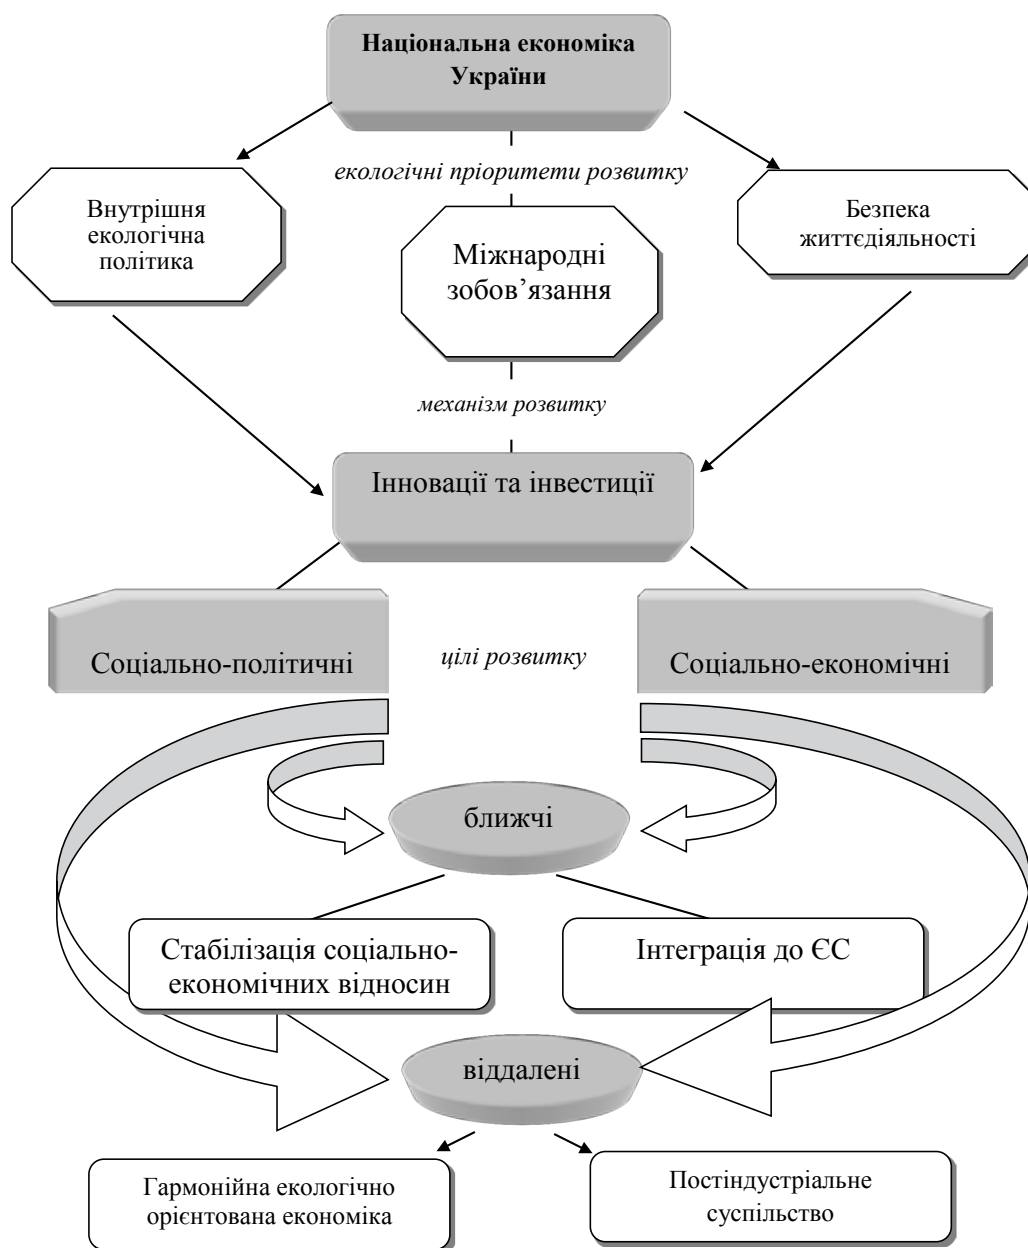 Національна економіка
України
екологічні пріоритети розвитку
Внутрішня
екологічна
політика
Міжнародні
зобов’язання
Безпека
життєдіяльності
механізм розвитку
Інновації та інвестиції
Соціально-політичні
цілі розвитку
Соціально-економічні
ближчі
Стабілізація соціально-
економічних відносин
Інтеграція до ЄС
віддалені
Гармонійна екологічно
орієнтована економіка
Постіндустріальне
суспільство